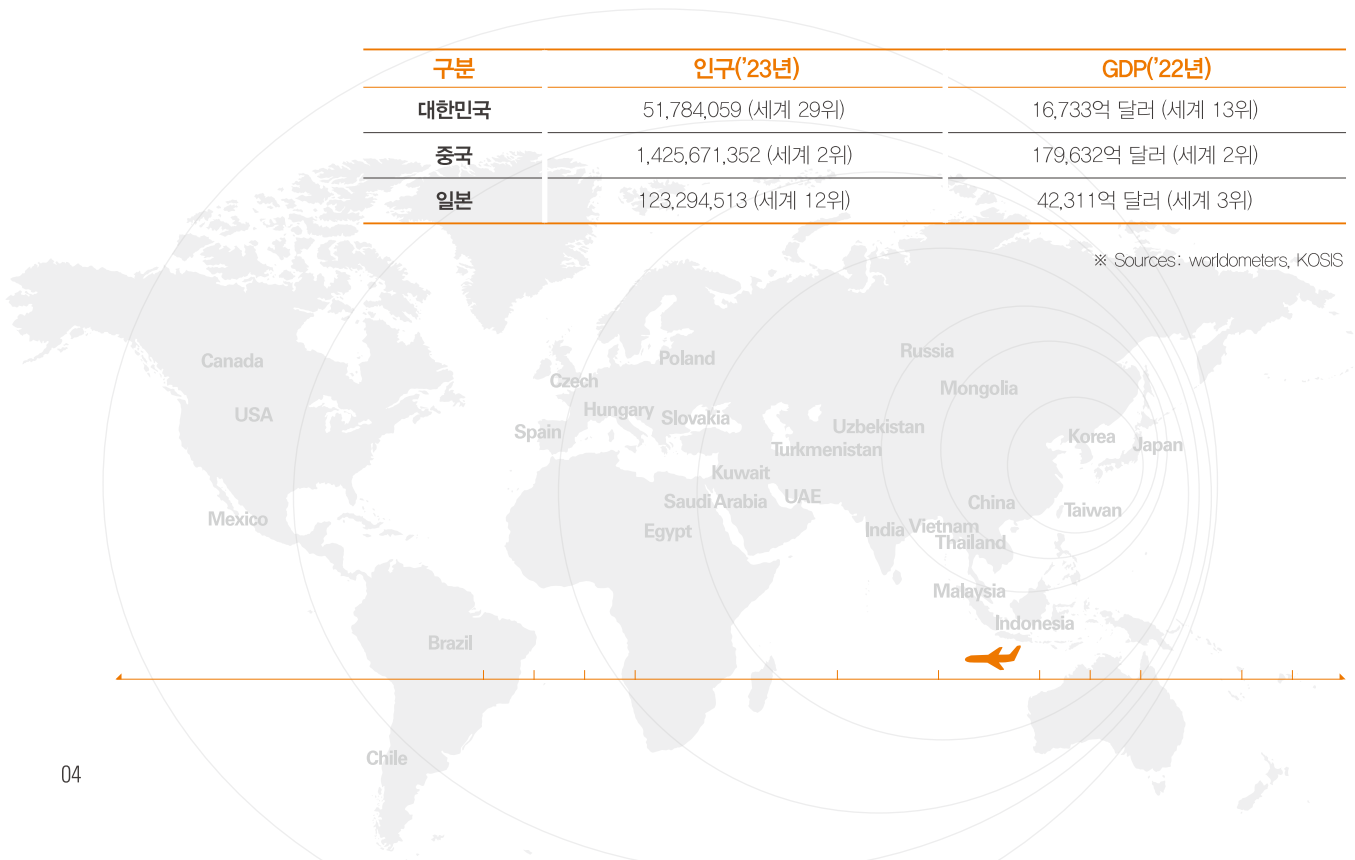 구분 인구('23년) GDP('22년)
대한민국 51,784,059 (세계 29위) 16,733억 달러 (세계 13위)
중국 1,425,671,352 (세계 2위) 179,632억 달러 (세계 2위)
일본 123,294,513 (세계 12위) 42,311억 달러 (세계 3위)
※ Sources: worldometers, KOSIS
Canada
USA
Mexico
Brazil
Chile
Poland
Czech
Hungary
Slovakia
Spain
Kuwait
Saudi Arabia
UAE
Egypt
Russia
Mongolia
Uzbekistan
Turkmenistan
Korea
Japan
China
Taiwan
India
Vietnam
Thailand
Malaysia
Indonesia
04